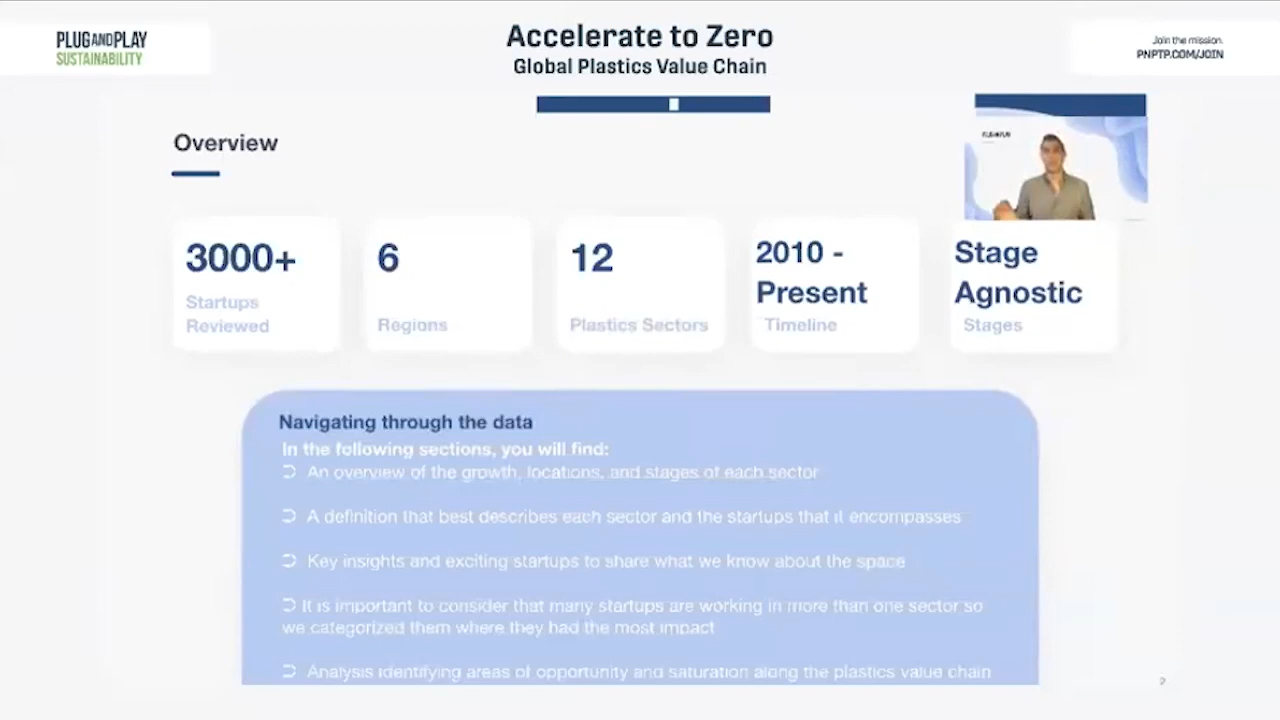 PLUGANDPLAY
SUSTAINABILITY
Accelerate to Zero
Global Plastics Value Chain
Join the mission.
PNPTP.COM/JOIN
Overview
3000+
Startups
Reviewed
6
Regions
12
Plastics Sectors
2010 -
Present
Timeline
Stage
Agnostic
Stages
Navigating through the data
In the following sections, you will find:
An overview of the growth, locations, and stages of each sector
A definition that best describes each sector and the startups that it encompasses
Key insights and exciting startups to share what we know about the space
It is important to consider that many startups are working in more than one sector so
we categorized them where they had the most impact
Analysis identifying areas of opportunity and saturation along the plastics value chain
2